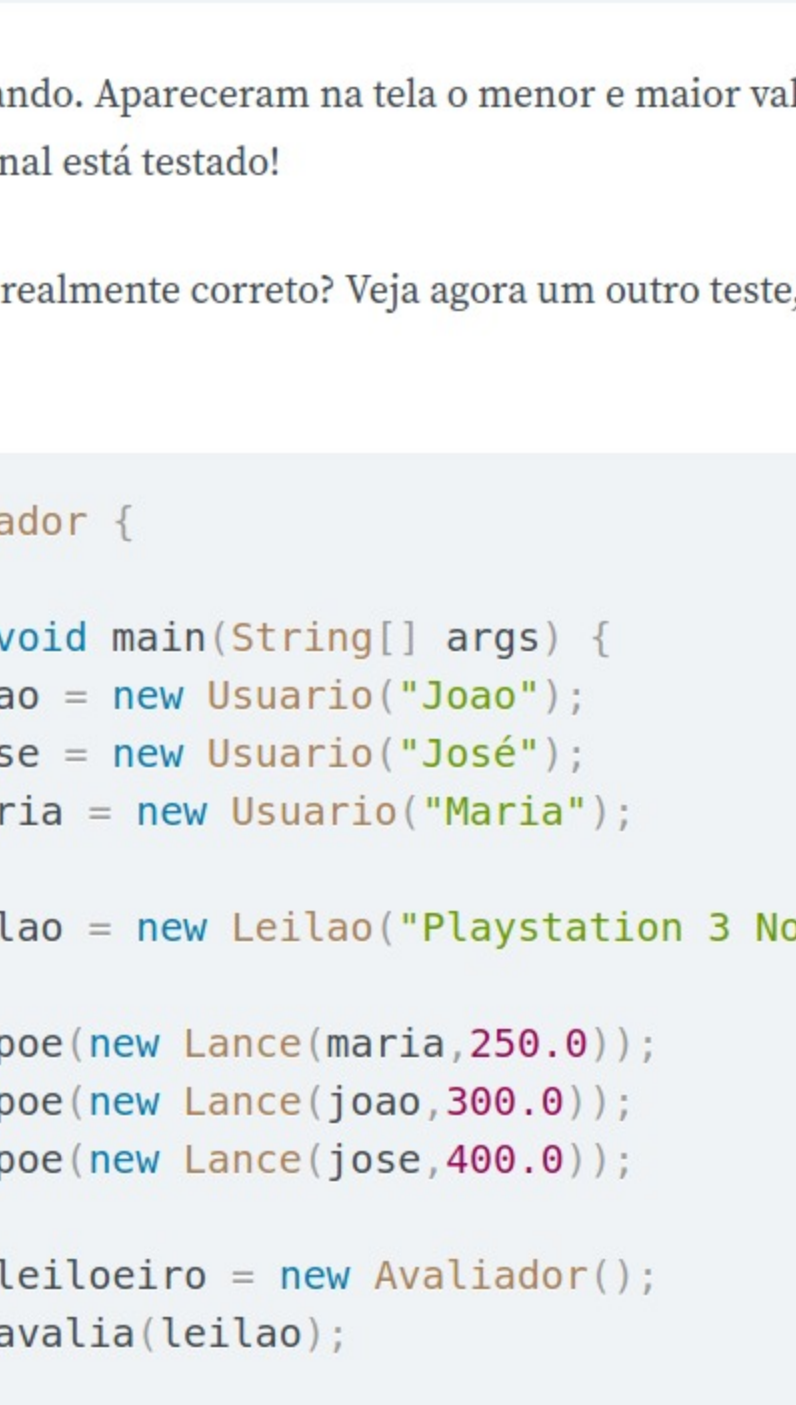 ando. Apareceram na tela o menor e maior val
nal está testado!
realmente correto? Veja agora um outro teste,
ador {
void main(String[] args) {
ao = new Usuario("Joao");
se = new Usuario("José");
ria = new Usuario("Maria");
lao = new Leilao("Playstation 3 No
poe(new Lance(maria,250.0));
poe(new Lance(joao,300.0));
poe(new Lance(jose,400.0));
leiloeiro = new Avaliador();
avalia(leilao);